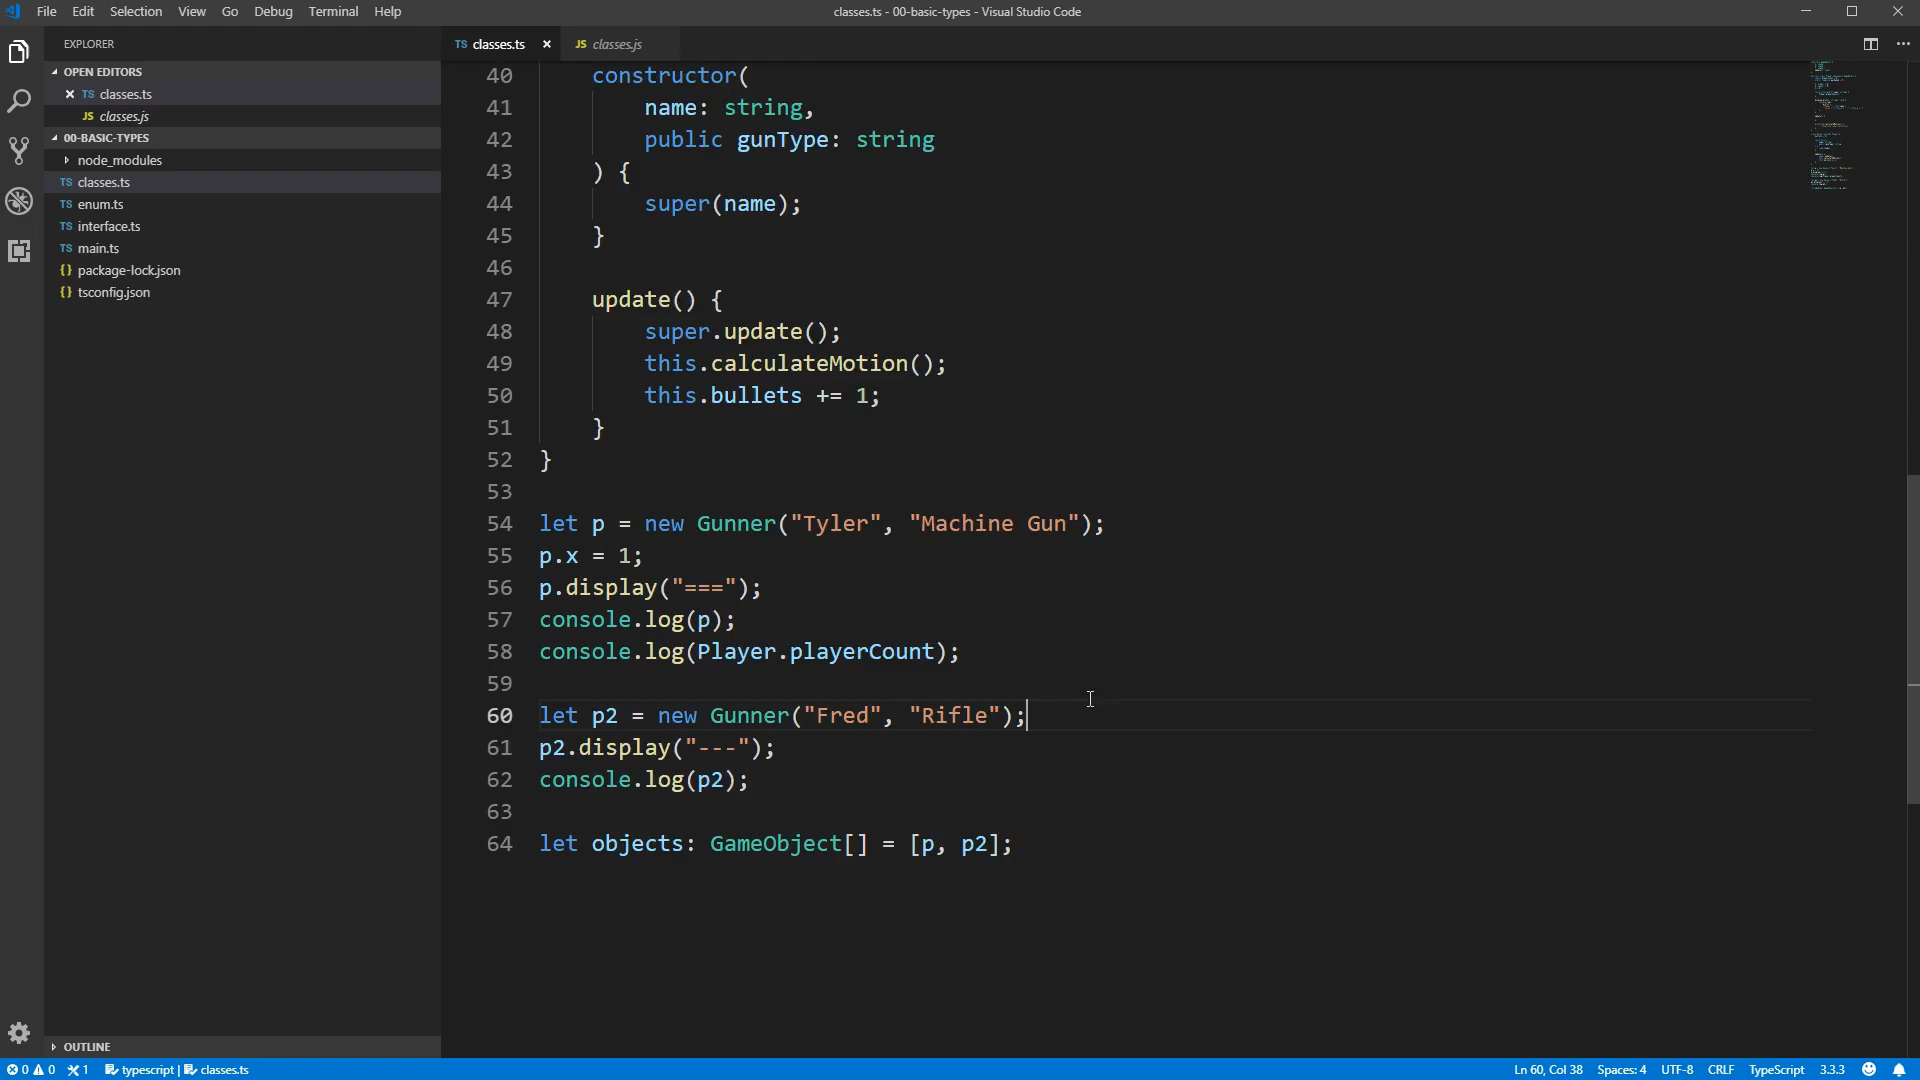 File Edit Selection View Go Debug Terminal Help
classes.ts - 00-basic-types - Visual Studio Code
EXPLORER
OPEN EDITORS
TS classes.ts
JS classes.js
00-BASIC-TYPES
node_modules
TS classes.ts
TS enum.ts
TS interface.ts
TS main.ts
{} package-lock.json
{} tsconfig.json
OUTLINE
TS classes.ts
JS classes.js
40 constructor(
41 name: string,
42 public gunType: string
43 ) {
44 super(name);
45 }
46
47 update() {
48 super.update();
49 this.calculateMotion();
50 this.bullets += 1;
51 }
52 }
53
54 let p = new Gunner("Tyler", "Machine Gun");
55 p.x = 1;
56 p.display("===");
57 console.log(p);
58 console.log(Player.playerCount);
59
60 let p2 = new Gunner("Fred", "Rifle");
61 p2.display("---");
62 console.log(p2);
63
64 let objects: GameObject[] = [p, p2];
0 0 1 typescript | classes.ts
Ln 60, Col 38 Spaces: 4 UTF-8 CRLF TypeScript 3.3.3